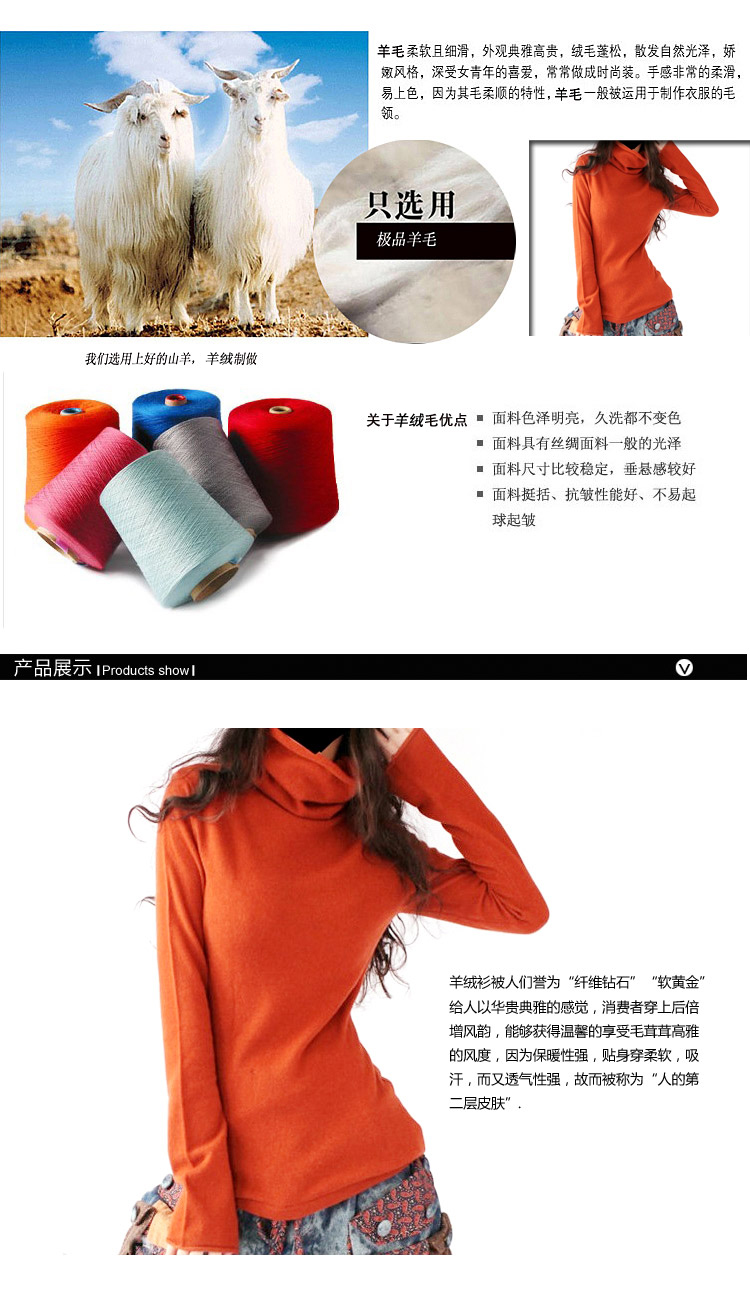 羊毛柔软且细滑，外观典雅高贵，绒毛蓬松，散发自然光泽，娇
嫩风格，深受女青年的喜爱，常常做成时尚装。手感非常的柔滑，
易上色，因为其毛柔顺的特性，羊毛一般被运用于制作衣服的毛
领。
只选用
极品羊毛
我们选用上好的山羊，羊绒制做
关于羊绒毛优点
面料色泽明亮，久洗都不变色
面料具有丝绸面料一般的光泽
面料尺寸比较稳定，垂悬感较好
面料挺括、抗皱性能好、不易起
球起皱
产品展示 Products show
V
羊绒衫被人们誉为“纤维钻石”“软黄金”
给人以华贵典雅的感觉，消费者穿上后倍
增风韵，能够获得温馨的享受毛茸茸高雅
的风度，因为保暖性强，贴身穿柔软，吸
汗，而又透气性强，故而被称为“人的第
二层皮肤”.